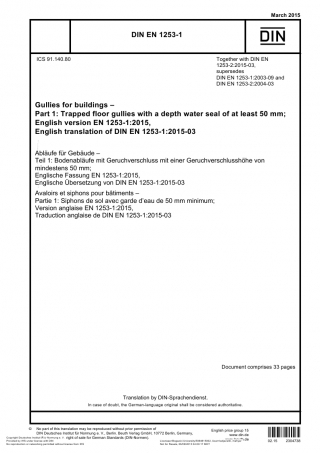 March 2015
DIN EN 1253-1
DIN
ICS 91.140.80
Together with DIN EN
1253-2:2015-03,
supersedes
DIN EN 1253-1:2003-09 and
DIN EN 1253-2:2004-03
Gullies for buildings –
Part 1: Trapped floor gullies with a depth water seal of at least 50 mm;
English version EN 1253-1:2015,
English translation of DIN EN 1253-1:2015-03
Abläufe für Gebäude –
Teil 1: Bodenabläufe mit Geruchverschluss mit einer Geruchverschlusshöhe von
mindestens 50 mm;
Englische Fassung EN 1253-1:2015,
Englische Übersetzung von DIN EN 1253-1:2015-03
Avaloirs et siphons pour bâtiments –
Partie 1: Siphons de sol avec garde d'eau de 50 mm minimum;
Version anglaise EN 1253-1:2015,
Traduction anglaise de DIN EN 1253-1:2015-03
Document comprises 33 pages
Translation by DIN-Sprachendienst.
In case of doubt, the German-language original shall be considered authoritative.
© No part of this translation may be reproduced without prior permission of
DIN Deutsches Institut für Normung e. V., Berlin. Beuth Verlag GmbH, 10772 Berlin, Germany,
right of sale for German Standards (DIN-Normen).
English price group 15
www.din.de